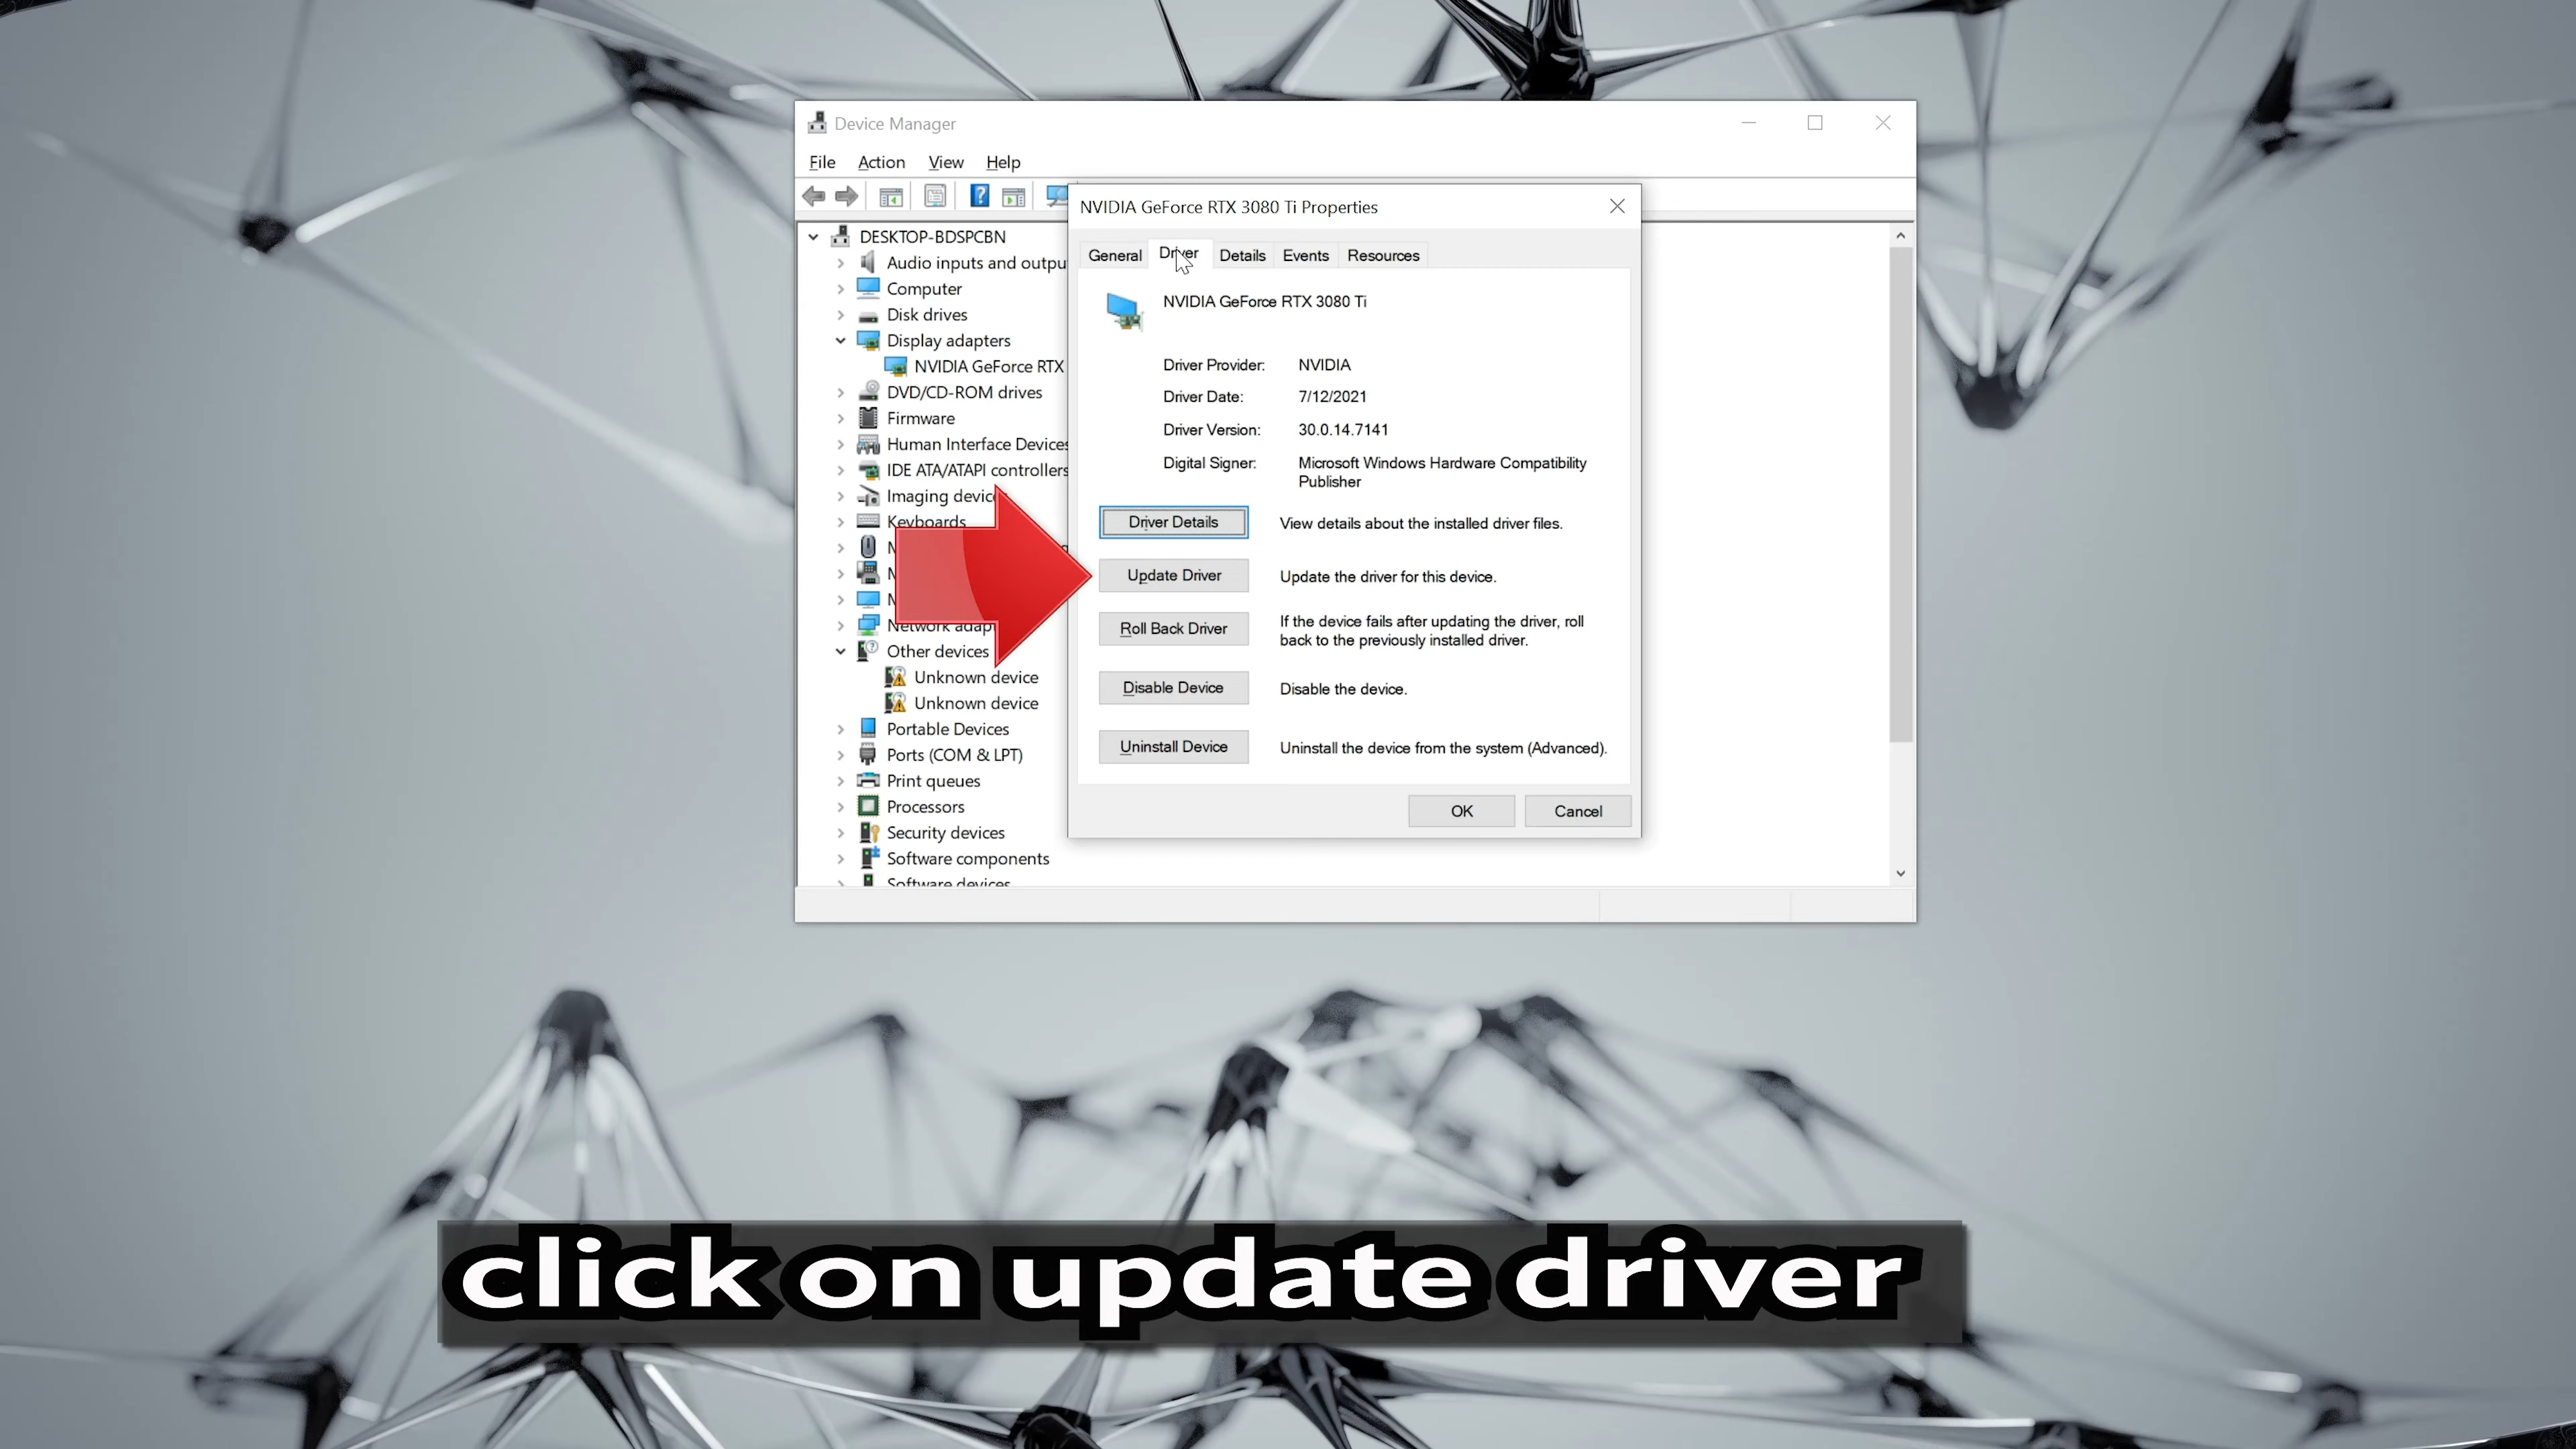 Device Manager
File Action View Help
NVIDIA GeForce RTX 3080 Ti Properties
DESKTOP-BDSPCBN
Audio inputs and outpu
Computer
Disk drives
Display adapters
NVIDIA GeForce RTX
DVD/CD-ROM drives
Firmware
Human Interface Devices
IDE ATA/ATAPI controllers
Imaging device
Keyboards
Network adap
Other devices
Unknown device
Unknown device
Portable Devices
Ports (COM & LPT)
Print queues
Processors
Security devices
Software components
Software devices
General Driver Details Events Resources
NVIDIA GeForce RTX 3080 Ti
Driver Provider: NVIDIA
Driver Date: 7/12/2021
Driver Version: 30.0.14.7141
Digital Signer: Microsoft Windows Hardware Compatibility
Publisher
Driver Details View details about the installed driver files.
Update Driver Update the driver for this device.
Roll Back Driver If the device fails after updating the driver, roll
back to the previously installed driver.
Disable Device Disable the device.
Uninstall Device Uninstall the device from the system (Advanced).
OK Cancel
click on update driver